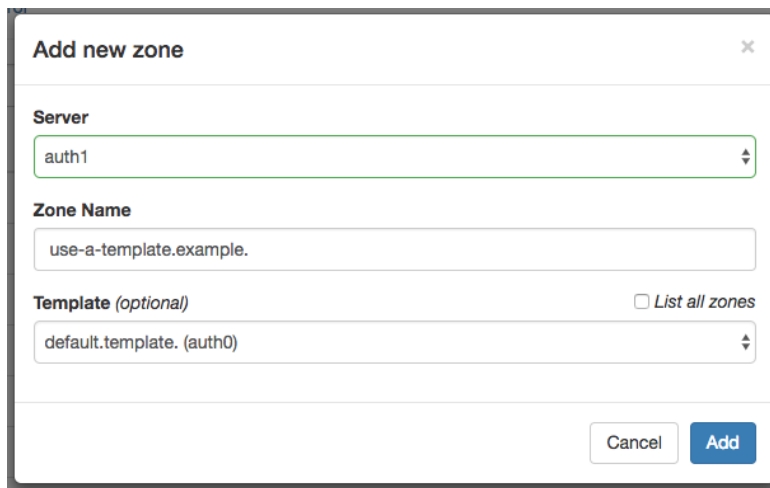 Add new zone ×
Server
auth1
Zone Name
use-a-template.example.
Template (optional) List all zones
default.template. (auth0)
Cancel Add